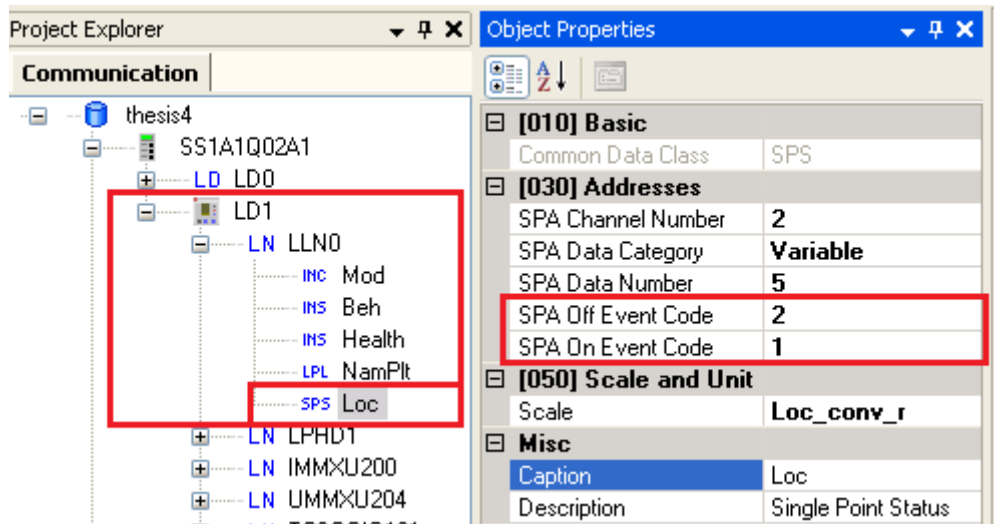 Project Explorer
Communication
thesis4
SS1A1Q02A1
LD LD0
LD1
LN LLN0
INC Mod
INS Beh
INS Health
LPL NamPlt
SPS Loc
LN LPHD1
LN IMMXU200
LN UMMXU204
Object Properties
[010] Basic
Common Data Class SPS
[030] Addresses
SPA Channel Number 2
SPA Data Category Variable
SPA Data Number 5
SPA Off Event Code 2
SPA On Event Code 1
[050] Scale and Unit
Scale Loc_conv_r
Misc
Caption Loc
Description Single Point Status